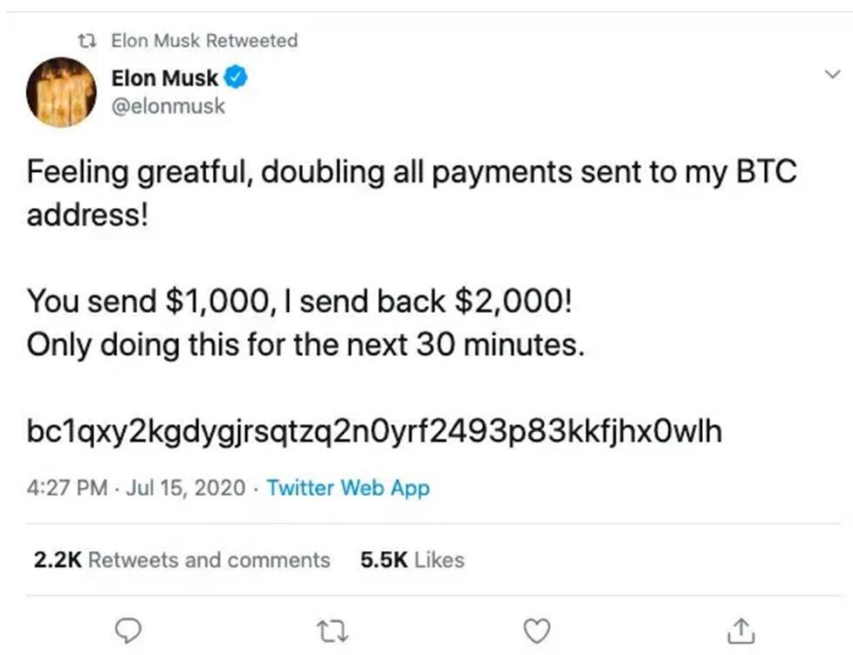 Elon Musk Retweeted
Elon Musk
@elonmusk
Feeling greatful, doubling all payments sent to my BTC
address!
You send $1,000, I send back $2,000!
Only doing this for the next 30 minutes.
bc1qxy2kgdygjrsqtzq2n0yrf2493p83kkfjhx0wlh
4:27 PM · Jul 15, 2020 · Twitter Web App
2.2K Retweets and comments 5.5K Likes